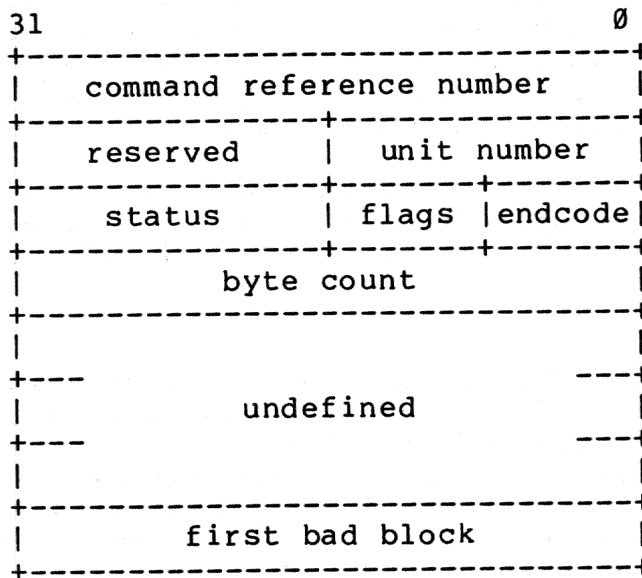 31 0
command reference number
reserved | unit number
status | flags |endcode|
byte count
undefined
first bad block